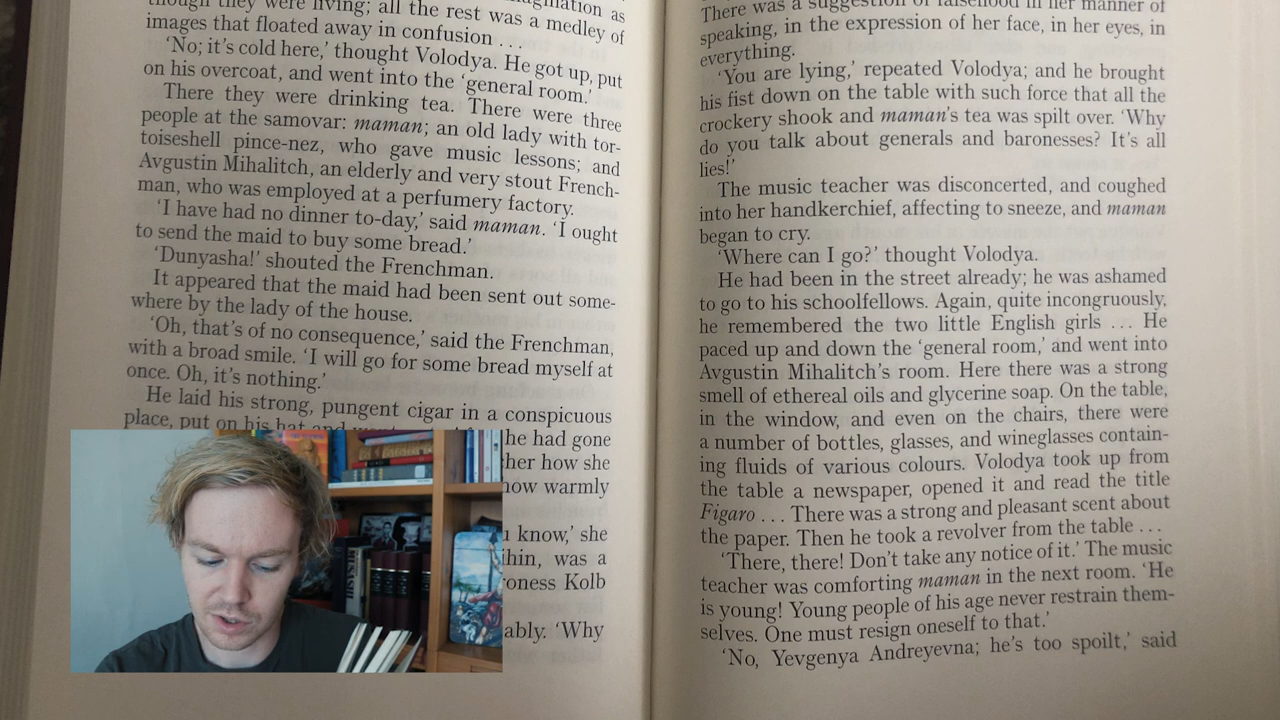 though they were living; all the rest was a medley of
images that floated away in confusion . . .
'No; it's cold here,' thought Volodya. He got up, put
on his overcoat, and went into the 'general room.'
There they were drinking tea. There were three
people at the samovar: maman; an old lady with tor-
toiseshell pince-nez, who gave music lessons; and
Avgustin Mihalitch, an elderly and very stout French-
man, who was employed at a perfumery factory.
'I have had no dinner to-day,' said maman. 'I ought
to send the maid to buy some bread.'
'Dunyasha!' shouted the Frenchman.
It appeared that the maid had been sent out some-
where by the lady of the house.
'Oh, that's of no consequence,' said the Frenchman,
with a broad smile. 'I will go for some bread myself at
once. Oh, it's nothing.'
He laid his strong, pungent cigar in a conspicuous
place, put on his hat and
he had gone
her how she
how warmly
know,' she
ihin, was a
roness Kolb
ably. 'Why
There was a suggestion of falsehood in her manner of
speaking, in the expression of her face, in her eyes, in
everything.
'You are lying,' repeated Volodya; and he brought
his fist down on the table with such force that all the
crockery shook and maman's tea was spilt over. 'Why
do you talk about generals and baronesses? It's all
lies!'
The music teacher was disconcerted, and coughed
into her handkerchief, affecting to sneeze, and maman
began to cry.
'Where can I go?' thought Volodya.
He had been in the street already; he was ashamed
to go to his schoolfellows. Again, quite incongruously,
he remembered the two little English girls . . . He
paced up and down the 'general room,' and went into
Avgustin Mihalitch's room. Here there was a strong
smell of ethereal oils and glycerine soap. On the table,
in the window, and even on the chairs, there were
a number of bottles, glasses, and wineglasses contain-
ing fluids of various colours. Volodya took up from
the table a newspaper, opened it and read the title
Figaro . . . There was a strong and pleasant scent about
the paper. Then he took a revolver from the table . . .
'There, there! Don't take any notice of it.' The music
teacher was comforting maman in the next room. 'He
is young! Young people of his age never restrain them-
selves. One must resign oneself to that.'
'No, Yevgenya Andreyevna; he's too spoilt,' said